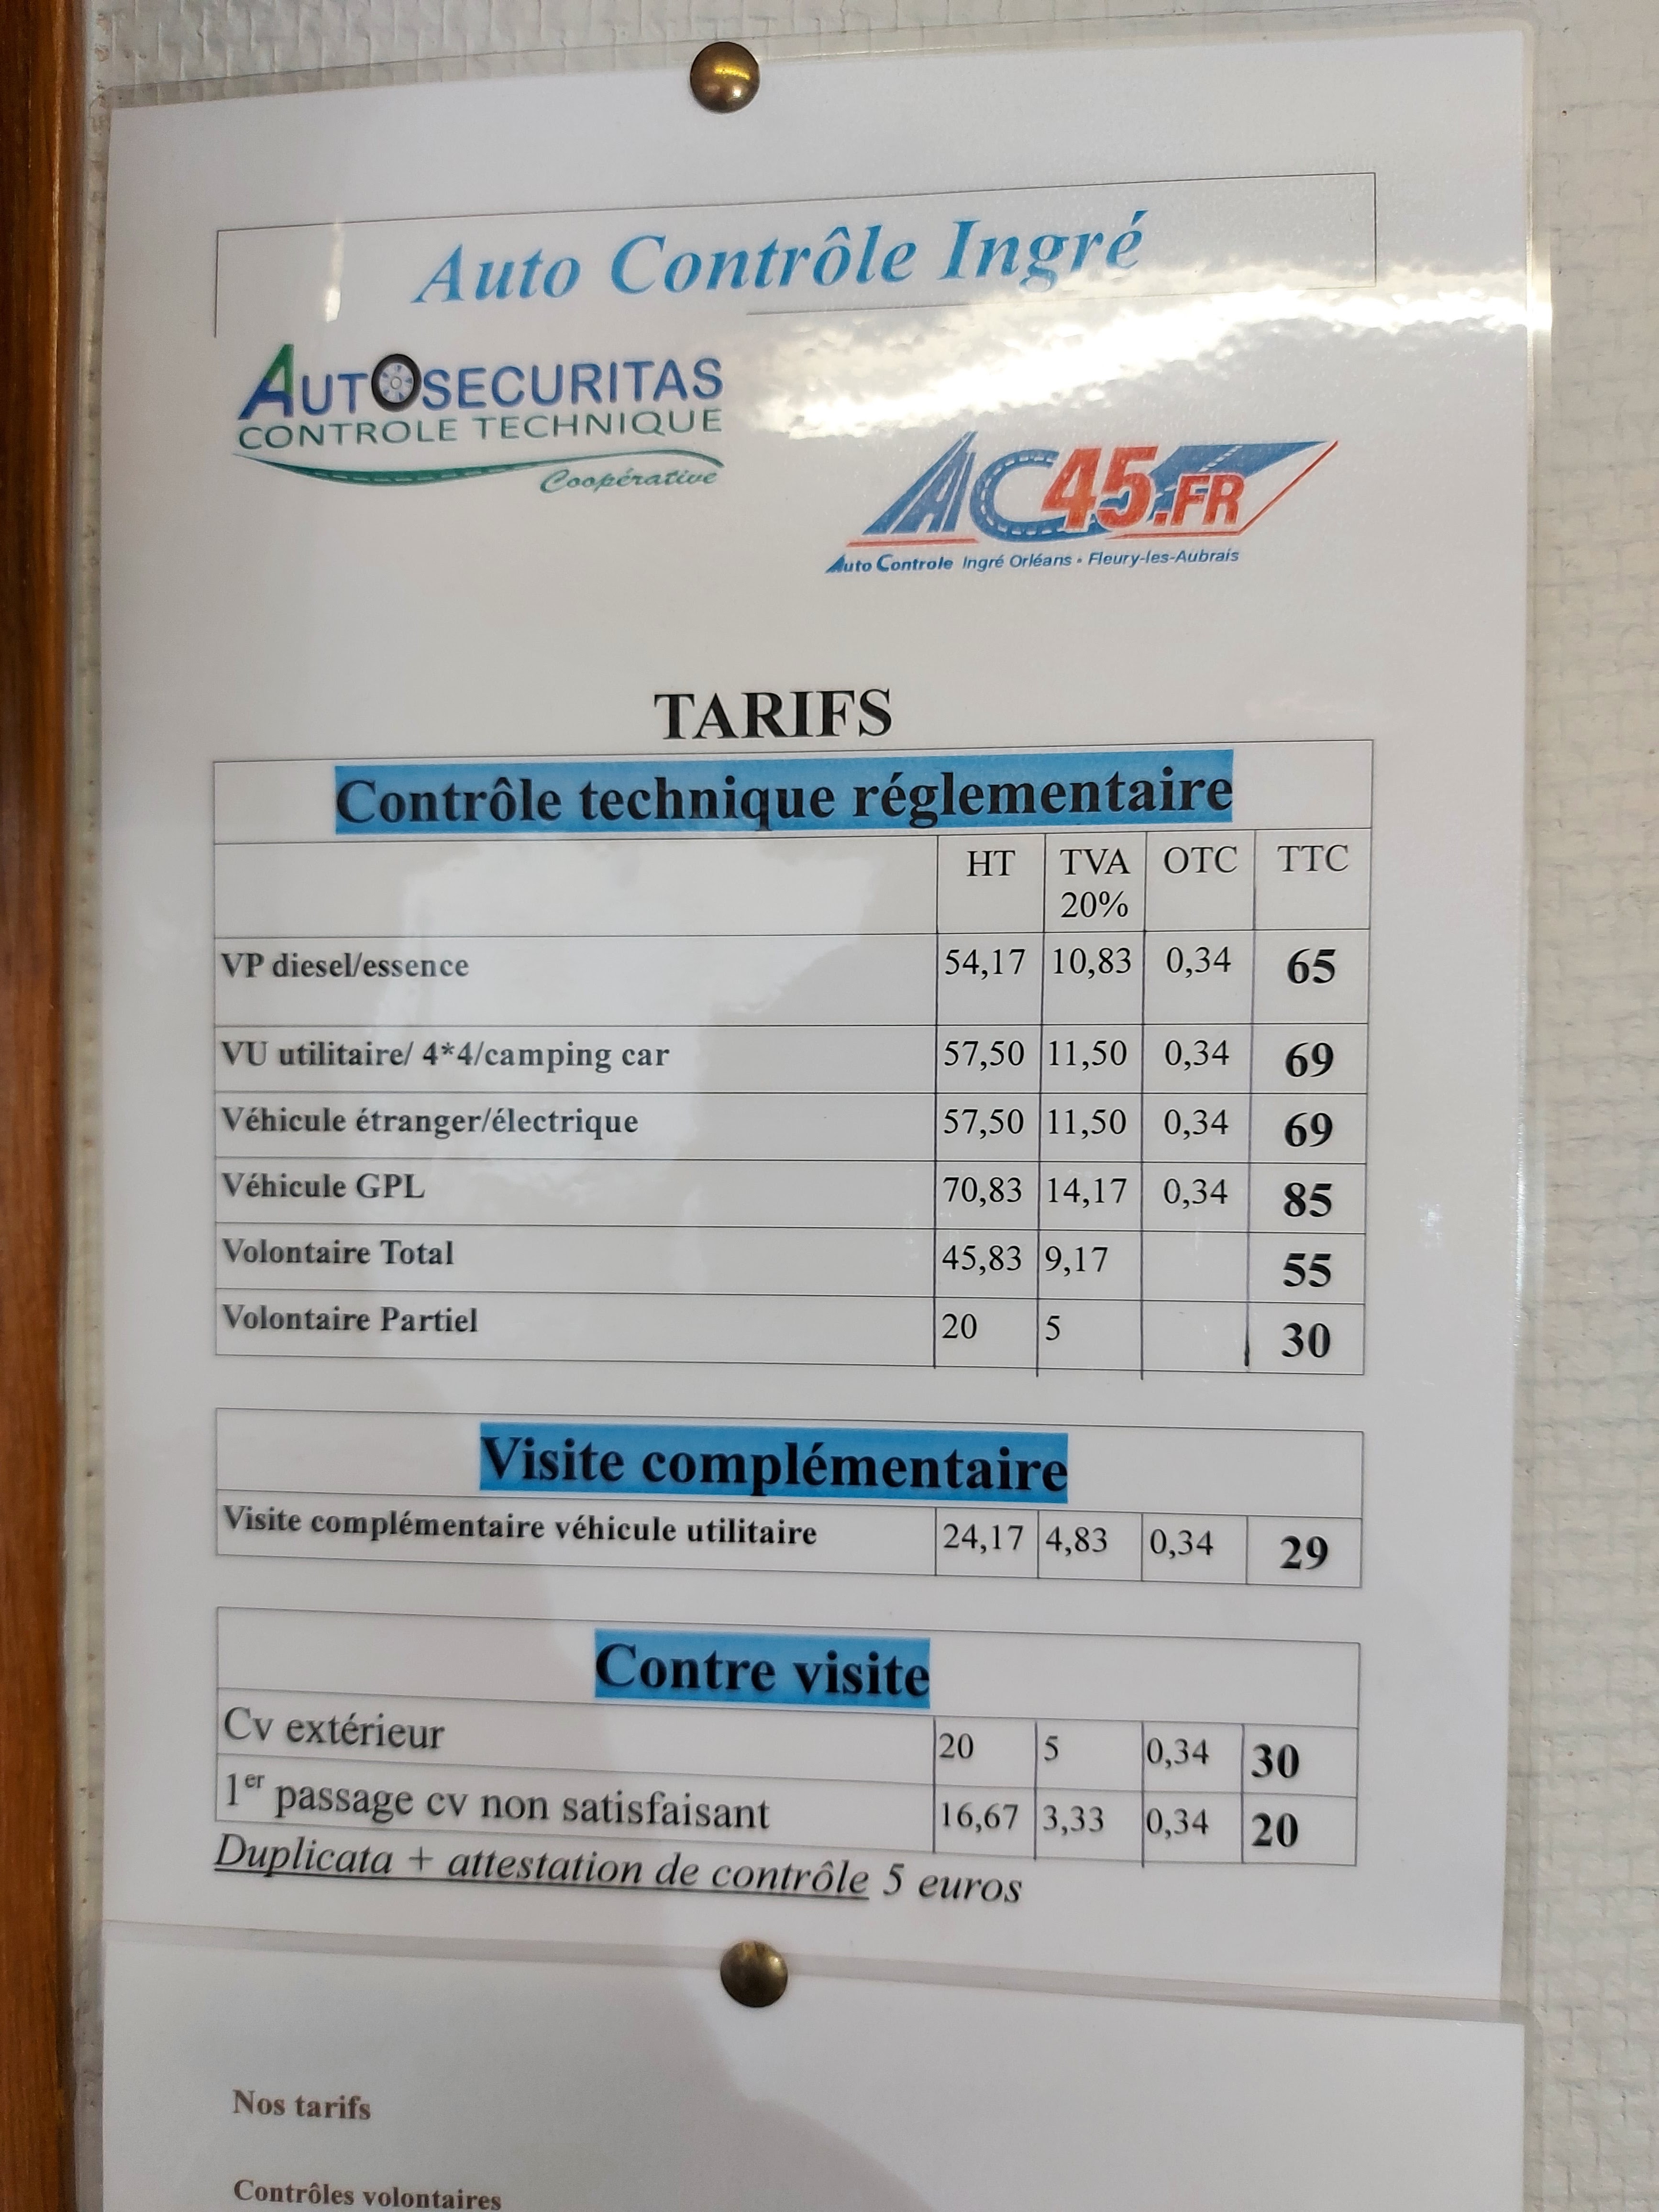 Auto Contrôle Ingré
AUTOSECURITAS
CONTROLE TECHNIQUE
Coopérative
AC45.FR
Auto Controle Ingré Orléans - Fleury-les-Aubrais
TARIFS
Contrôle technique réglementaire
HT TVA 20% OTC TTC
VP diesel/essence 54,17 10,83 0,34 65
VU utilitaire/ 4*4/camping car 57,50 11,50 0,34 69
Véhicule étranger/électrique 57,50 11,50 0,34 69
Véhicule GPL 70,83 14,17 0,34 85
Volontaire Total 45,83 9,17 55
Volontaire Partiel 20 5 30
Visite complémentaire
Visite complémentaire véhicule utilitaire 24,17 4,83 0,34 29
Contre visite
Cv extérieur 20 5 0,34 30
1er passage cv non satisfaisant 16,67 3,33 0,34 20
Duplicata + attestation de contrôle 5 euros
Nos tarifs
Contrôles volontaires